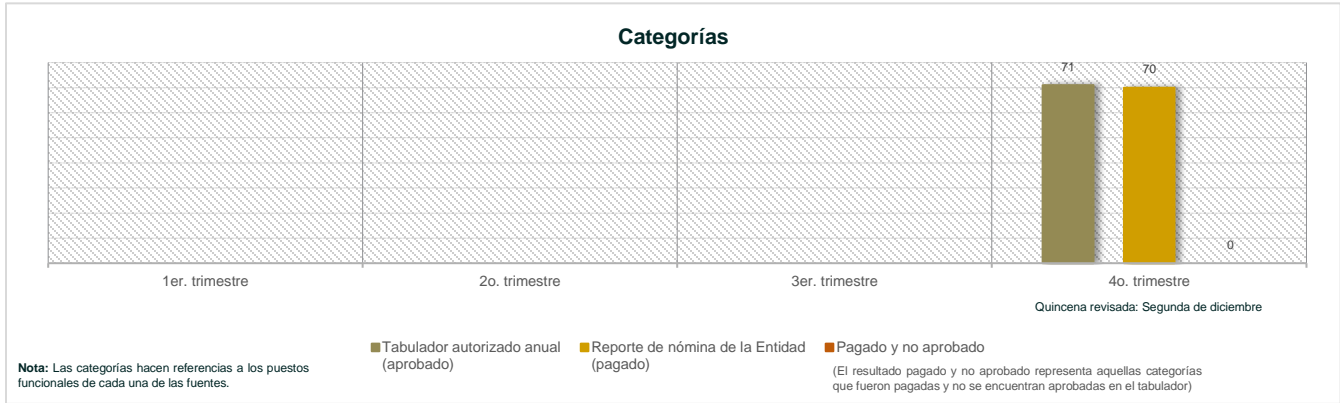 Categorías
71
70
0
1er. trimestre
2o. trimestre
3er. trimestre
4o. trimestre
Quincena revisada: Segunda de diciembre
Tabulador autorizado anual
(aprobado)
Reporte de nómina de la Entidad
(pagado)
Pagado y no aprobado
(El resultado pagado y no aprobado representa aquellas categorías
que fueron pagadas y no se encuentran aprobadas en el tabulador)
Nota: Las categorías hacen referencias a los puestos
funcionales de cada una de las fuentes.